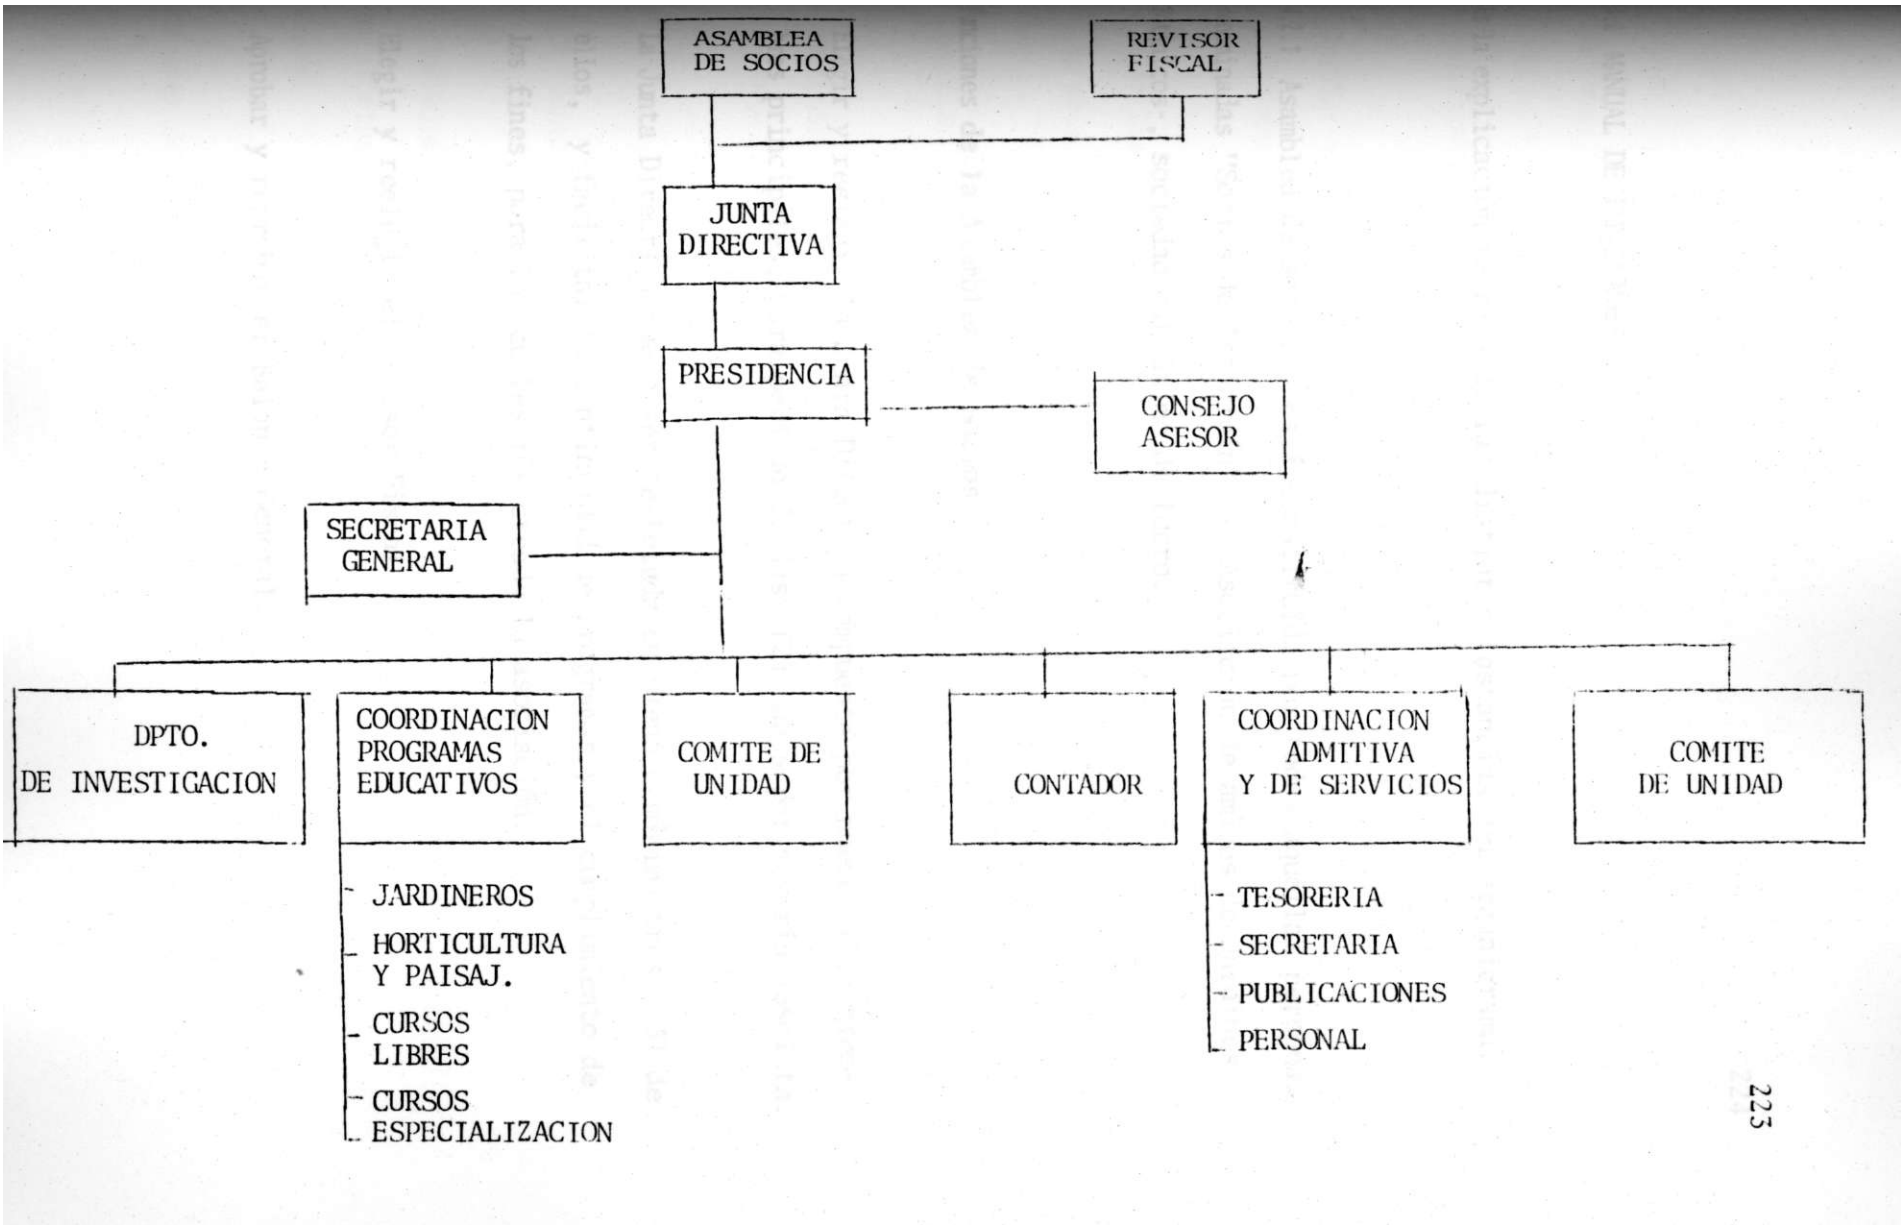 ASAMBLEA
DE SOCIOS
REVISOR
FISCAL
JUNTA
DIRECTIVA
PRESIDENCIA
CONSEJO
ASESOR
SECRETARIA
GENERAL
DPTO.
DE INVESTIGACION
COORDINACION
PROGRAMAS
EDUCATIVOS
COMITE DE
UNIDAD
CONTADOR
COORDINACION
ADMITIVA
Y DE SERVICIOS
COMITE
DE UNIDAD
- JARDINEROS
- HORTICULTURA
Y PAISAJ.
- CURSOS
LIBRES
- CURSOS
ESPECIALIZACION
- TESORERIA
- SECRETARIA
- PUBLICACIONES
- PERSONAL
223